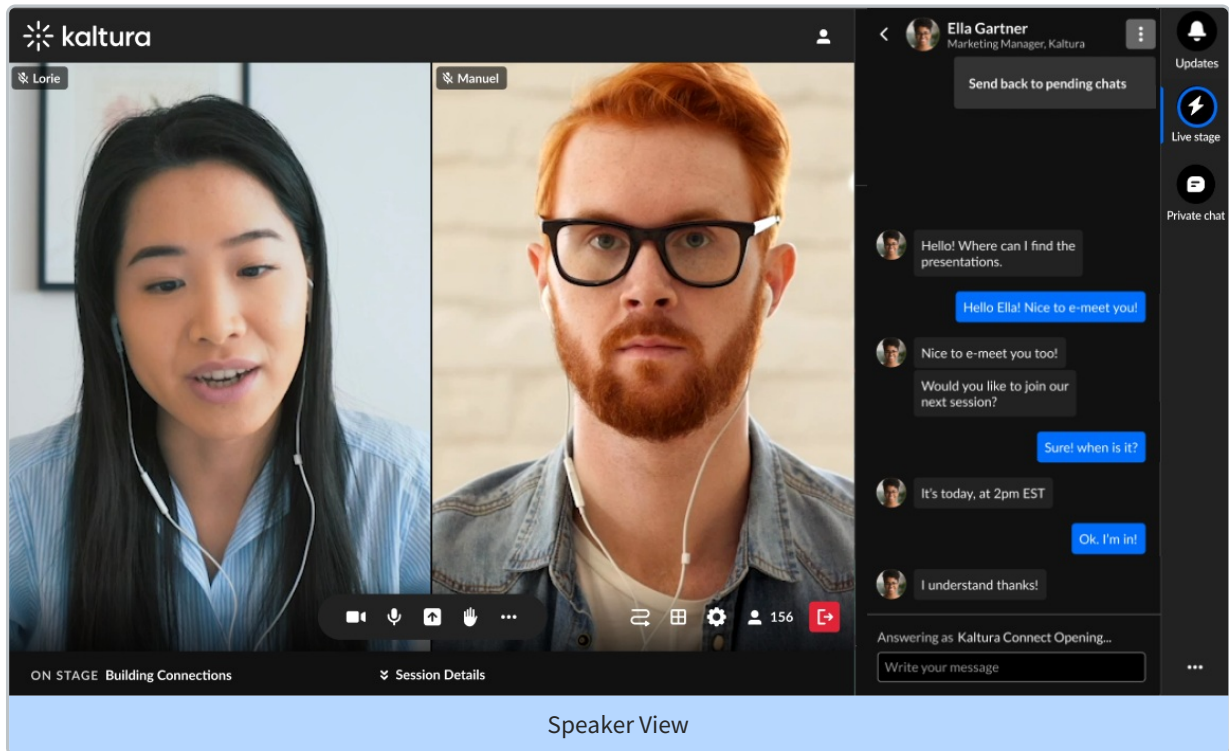 kaltura
Lorie
Manuel
Ella Gartner
Marketing Manager, Kaltura
Send back to pending chats
Updates
Live stage
Private chat
Hello! Where can I find the
presentations.
Hello Ella! Nice to e-meet you!
Nice to e-meet you too!
Would you like to join our
next session?
Sure! when is it?
It's today, at 2pm EST
Ok. I'm in!
I understand thanks!
156
Answering as Kaltura Connect Opening...
Write your message
ON STAGE Building Connections
Session Details
Speaker View